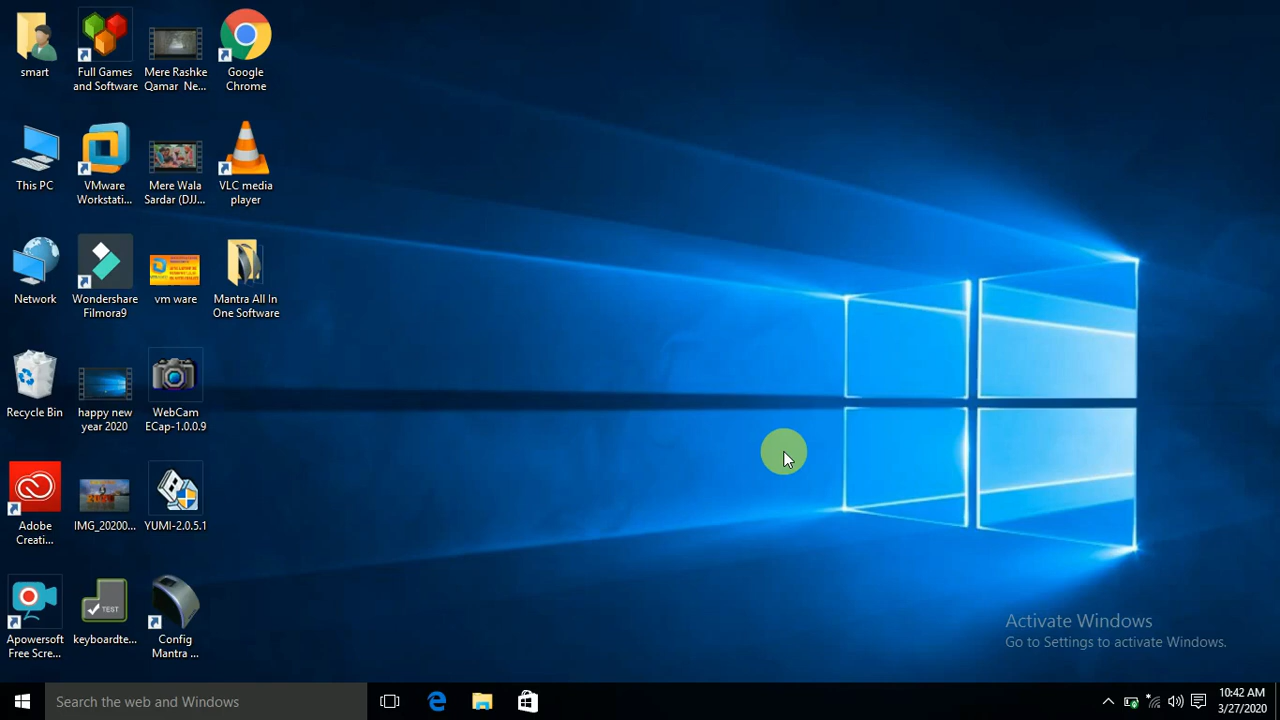 smart
Full Games
and Software
Mere Rashke
Qamar Ne...
Google
Chrome
This PC
VMware
Workstati...
Mere Wala
Sardar (DJJ...
VLC media
player
Network
Wondershare
Filmora9
vm ware
Mantra All In
One Software
Recycle Bin
happy new
year 2020
WebCam
ECap-1.0.0.9
Adobe
Creati...
IMG_20200...
YUMI-2.0.5.1
Apowersoft
Free Scre...
TEST
keyboardte...
Config
Mantra ...
Activate Windows
Go to Settings to activate Windows.
Search the web and Windows
10:42 AM
3/27/2020